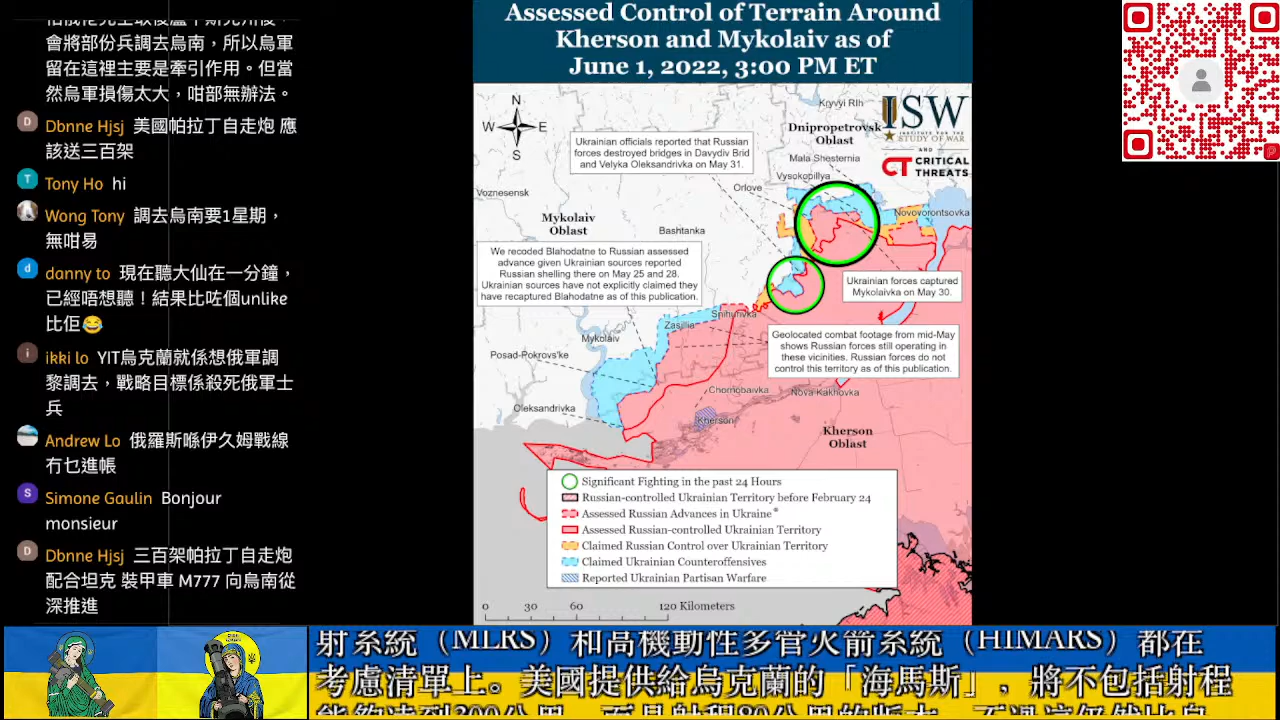 會將部份兵調去烏南，所以烏軍
留在這裡主要是牽引作用。但當
然烏軍損傷太大，咁部無辦法。
D Dbnne Hjsj 美國帕拉丁自走炮 應
該送三百架
T Tony Ho hi
Wong Tony 調去烏南要1星期，
無咁易
d danny to 現在聽大仙在一分鐘，
已經唔想聽！結果比咗個unlike
比佢😂
i ikki lo YIT烏克蘭就係想俄軍調
黎調去，戰略目標係殺死俄軍士
兵
Andrew Lo 俄羅斯喺伊久姆戰線
冇乜進帳
S Simone Gaulin Bonjour
monsieur
D Dbnne Hjsj 三百架帕拉丁自走炮
配合坦克 裝甲車 M777 向烏南從
深推進
Assessed Control of Terrain Around
Kherson and Mykolaiv as of
June 1, 2022, 3:00 PM ET
N
W E
S
Kryvyi Rih
ISW
INSTITUTE FOR THE
STUDY OF WAR
AND
CT CRITICAL
THREATS
Dnipropetrovsk
Oblast
Ukrainian officials reported that Russian
forces destroyed bridges in Davydiv Brid
and Velyka Oleksandrivka on May 31.
Mala Shesternia
Vysokopillya
Orlove
Voznesensk
Novovorontsovka
Mykolaiv
Oblast
Bashtanka
We recoded Blahodatne to Russian assessed
advance given Ukrainian sources reported
Russian shelling there on May 25 and 28.
Ukrainian sources have not explicitly claimed they
have recaptured Blahodatne as of this publication.
Ukrainian forces captured
Mykolaivka on May 30.
Snihurivka
Zasillia
Mykolaiv
Geolocated combat footage from mid-May
shows Russian forces still operating in
these vicinities. Russian forces do not
control this territory as of this publication.
Posad-Pokrovs'ke
Chornobaivka
Nova Kakhovka
Oleksandrivka
Kherson
Kherson
Oblast
Significant Fighting in the past 24 Hours
Russian-controlled Ukrainian Territory before February 24
Assessed Russian Advances in Ukraine*
Assessed Russian-controlled Ukrainian Territory
Claimed Russian Control over Ukrainian Territory
Claimed Ukrainian Counteroffensives
Reported Ukrainian Partisan Warfare
0 30 60 120 Kilometers
射系統（MLRS）和高機動性多管火箭系統（HIMARS）都在
考慮清單上。美國提供給烏克蘭的「海馬斯」，將不包括射程